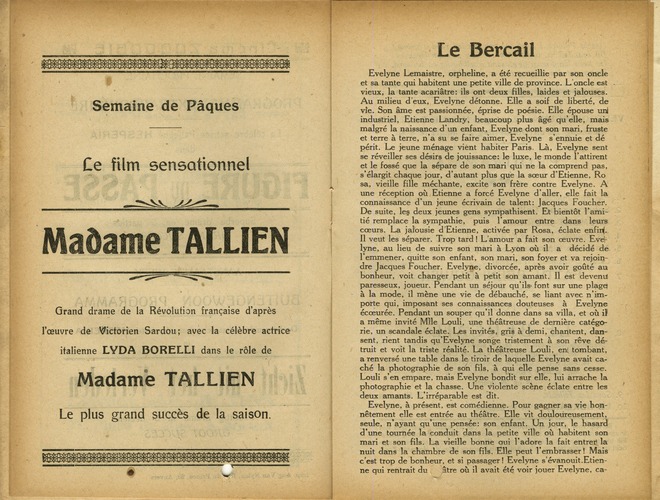 Semaine de Pâques
Le film sensationnel
Madame TALLIEN
Grand drame de la Révolution française d'après
l'œuvre de Victorien Sardou; avec la célèbre actrice
italienne LYDA BORELLI dans le rôle de
Madame TALLIEN
Le plus grand succès de la saison.
Le Bercail
Evelyne Lemaistre, orpheline, a été recueillie par son oncle
et sa tante qui habitent une petite ville de province. L'oncle est
vieux, la tante acariâtre: ils ont deux filles, laides et jalouses.
Au milieu d'eux, Evelyne détonne. Elle a soif de liberté, de
vle. Son âme est passionnée, éprise de poésie. Elle épouse un
industriel, Etienne Landry, beaucoup plus âgé qu'elle, mais
malgré la naissance d'un enfant, Evelyne dont son mari, fruste
et terre à terre, n'a su se faire aimer, Evelyne s'ennuie et dé-
périt. Le jeune ménage vient habiter Paris. Là, Evelyne sent
se réveiller ses désirs de jouissance: le luxe, le monde l'attirent
et le fossé que la sépare de son mari qui ne la comprend pas,
s'élargit chaque jour, d'autant plus que la sœur d'Etienne, Ro-
sa, vieille fille méchante, excite son frère contre Evelyne. A
une réception où Etienne a forcé Evelyne d'aller, elle fait la
connaissance d'un jeune écrivain de talent: Jacques Foucher.
De suite, les deux jeunes gens sympathisent. Et bientôt l'ami-
tié remplace la sympathie, puis l'amour entre dans leurs
cœurs. La jalousie d'Etienne, activée par Rosa, éclate enfin.
Il veut les séparer. Trop tard! L'amour a fait son œuvre. Eve-
lyne, au lieu de suivre son mari à Lyon où il a décidé de
l'emmener, quitte son enfant, son mari, son foyer et va rejoin-
dre Jacques Foucher. Evelyne, divorcée, après avoir goûté au
bonheur, voit changer petit à petit son amant. Il est devenu
paresseux, joueur. Pendant un séjour qu'ils font sur une plage
à la mode, il mène une vie de débauché, se liant avec n'im-
porte qui, imposant ses connaissances douteuses à Evelyne
écœurée. Pendant un souper qu'il donne dans sa villa, et où il
a même invité Mlle Louli, une théâtreuse de dernière catégo-
rie, un scandale éclate. Les invités, gris à demi, chantent, dan-
sent, rient tandis qu'Evelyne songe tristement à son rêve dé-
truit et voit la triste réalité. La théâtreuse Louli, en tombant,
a renversé une table dans le tiroir de laquelle Evelyne avait ca-
ché la photographie de son fils, à qui elle pense sans cesse.
Louli s'en empare, mais Evelyne bondit sur elle, lui arrache la
photographie et la chasse. Une violente scène éclate entre les
deux amants. L'irréparable est dit.
Evelyne, à présent, est comédienne. Pour gagner sa vie hon-
nêtement elle est entrée au théâtre. Elle vit douloureusement,
seule, n'ayant qu'une pensée: son enfant. Un jour, le hasard
d'une tournée la conduit dans la petite ville où habitent son
mari et son fils. La vieille bonne qui l'adore la fait entrer la
nuit dans la chambre de son fils. Elle peut l'embrasser! Mais
c'est trop de bonheur, et si passager! Evelyne s'évanouit. Etien-
ne qui rentrait du âtre où il avait été voir jouer Evelyne, ca-